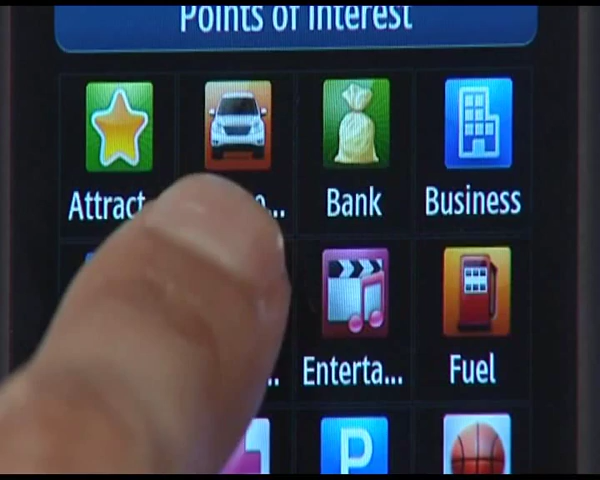 Points of Interest
Attract
Bank
Business
Enterta...
Fuel
P